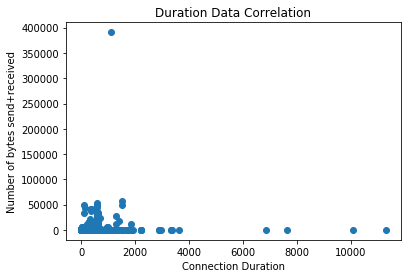 Duration Data Correlation
400000
350000
300000
250000
200000
150000
100000
50000
0
Number of bytes send+received
0 2000 4000 6000 8000 10000
Connection Duration